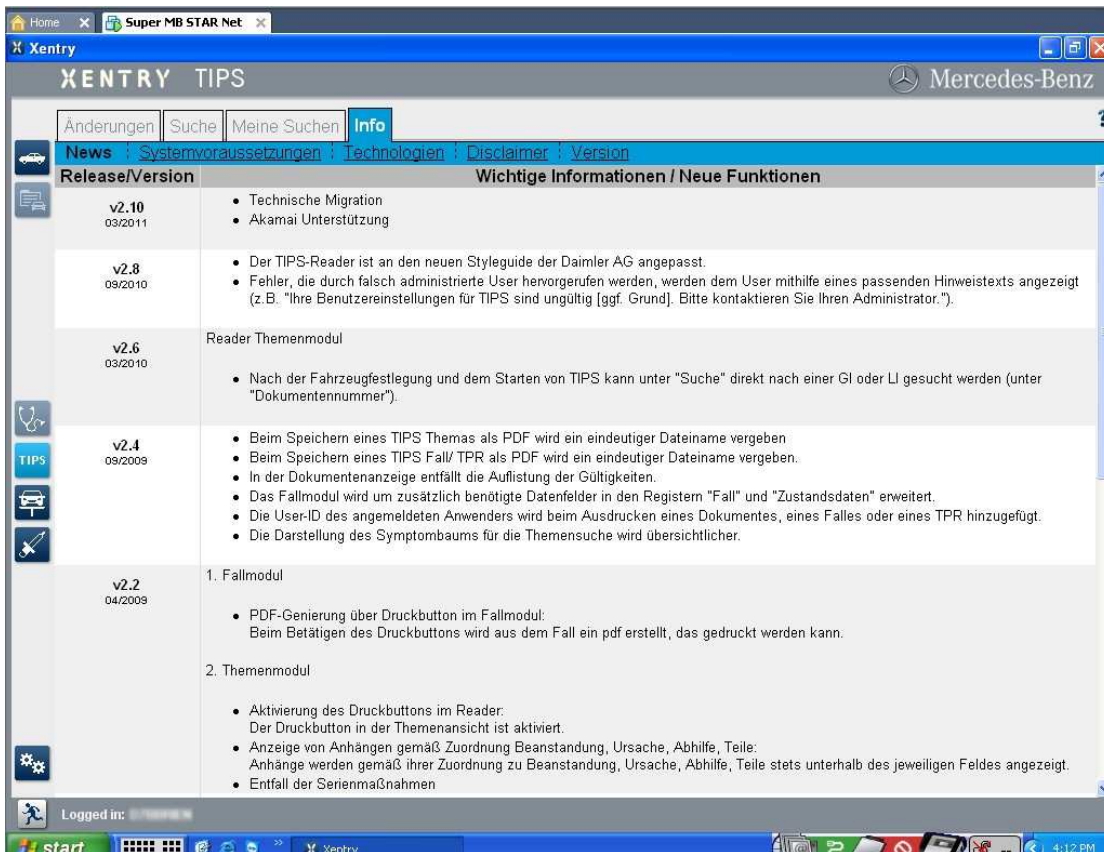 Home
Super MB STAR Net
Xentry
XENTRY TIPS
Mercedes-Benz
Änderungen
Suche
Meine Suchen
Info
?
News
Systemvoraussetzungen
Technologien
Disclaimer
Version
Release/Version
Wichtige Informationen / Neue Funktionen
v2.10
03/2011
• Technische Migration
• Akamai Unterstützung
v2.8
09/2010
• Der TIPS-Reader ist an den neuen Styleguide der Daimler AG angepasst.
• Fehler, die durch falsch administrierte User hervorgerufen werden, werden dem User mithilfe eines passenden Hinweistexts angezeigt
(z.B. "Ihre Benutzereinstellungen für TIPS sind ungültig [ggf. Grund]. Bitte kontaktieren Sie Ihren Administrator.").
v2.6
03/2010
Reader Themenmodul
• Nach der Fahrzeugfestlegung und dem Starten von TIPS kann unter "Suche" direkt nach einer GI oder LI gesucht werden (unter
"Dokumentennummer").
TIPS
v2.4
09/2009
• Beim Speichern eines TIPS Themas als PDF wird ein eindeutiger Dateiname vergeben
• Beim Speichern eines TIPS Fall/ TPR als PDF wird ein eindeutiger Dateiname vergeben.
• In der Dokumentenanzeige entfällt die Auflistung der Gültigkeiten.
• Das Fallmodul wird um zusätzlich benötigte Datenfelder in den Registern "Fall" und "Zustandsdaten" erweitert.
• Die User-ID des angemeldeten Anwenders wird beim Ausdrucken eines Dokumentes, eines Falles oder eines TPR hinzugefügt.
• Die Darstellung des Symptombaums für die Themensuche wird übersichtlicher.
v2.2
04/2009
1. Fallmodul
• PDF-Genierung über Druckbutton im Fallmodul:
Beim Betätigen des Druckbuttons wird aus dem Fall ein pdf erstellt, das gedruckt werden kann.
2. Themenmodul
• Aktivierung des Druckbuttons im Reader:
Der Druckbutton in der Themenansicht ist aktiviert.
• Anzeige von Anhängen gemäß Zuordnung Beanstandung, Ursache, Abhilfe, Teile:
Anhänge werden gemäß ihrer Zuordnung zu Beanstandung, Ursache, Abhilfe, Teile stets unterhalb des jeweiligen Feldes angezeigt.
• Entfall der Serienmaßnahmen
Logged in:
start
Xentry
4:12 PM